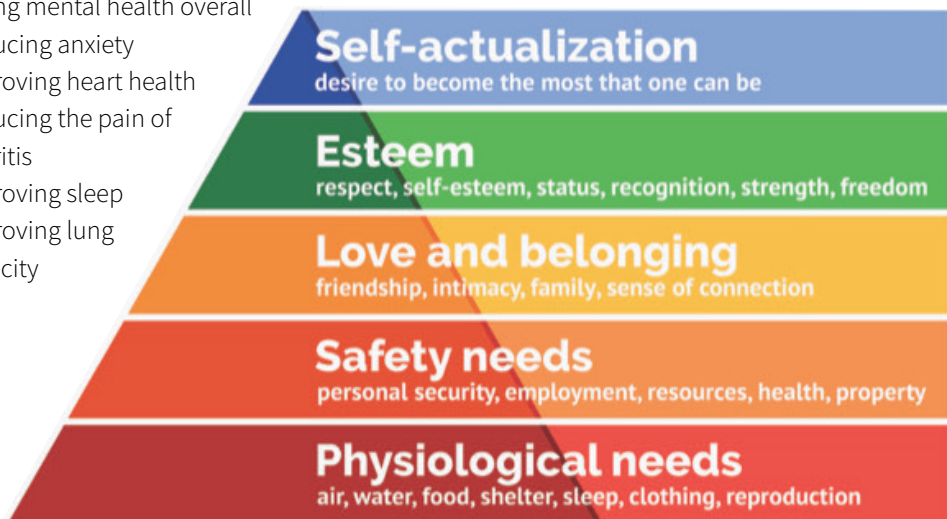 ng mental health overall
ucing anxiety
roving heart health
ucing the pain of
ritis
roving sleep
roving lung
city
Self-actualization
desire to become the most that one can be
Esteem
respect, self-esteem, status, recognition, strength, freedom
Love and belonging
friendship, intimacy, family, sense of connection
Safety needs
personal security, employment, resources, health, property
Physiological needs
air, water, food, shelter, sleep, clothing, reproduction